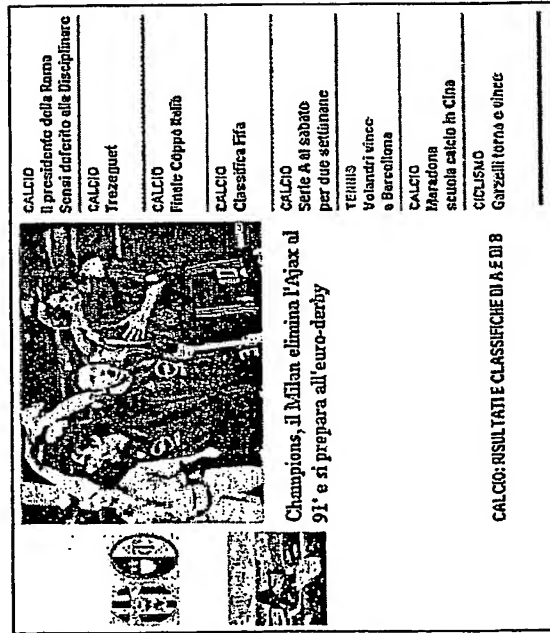 Champions, il Milan elimina l'Ajax al
91° e si prepara all'euro-derby
CALCIO: RISULTATI E CLASSIFICHE DI A E DI B
CALCIO
Il presidente della Roma
Sensi deferito alla Disciplinare
CALCIO
Trezeguet
CALCIO
Finale Coppa Italia
CALCIO
Classifica Fifa
CALCIO
Serie A al sabato
per due settimane
TENNIS
Volandri vince
a Barcellona
CALCIO
Maradona
scuola calcio in Cina
CICLISMO
Garzelli torna e vince